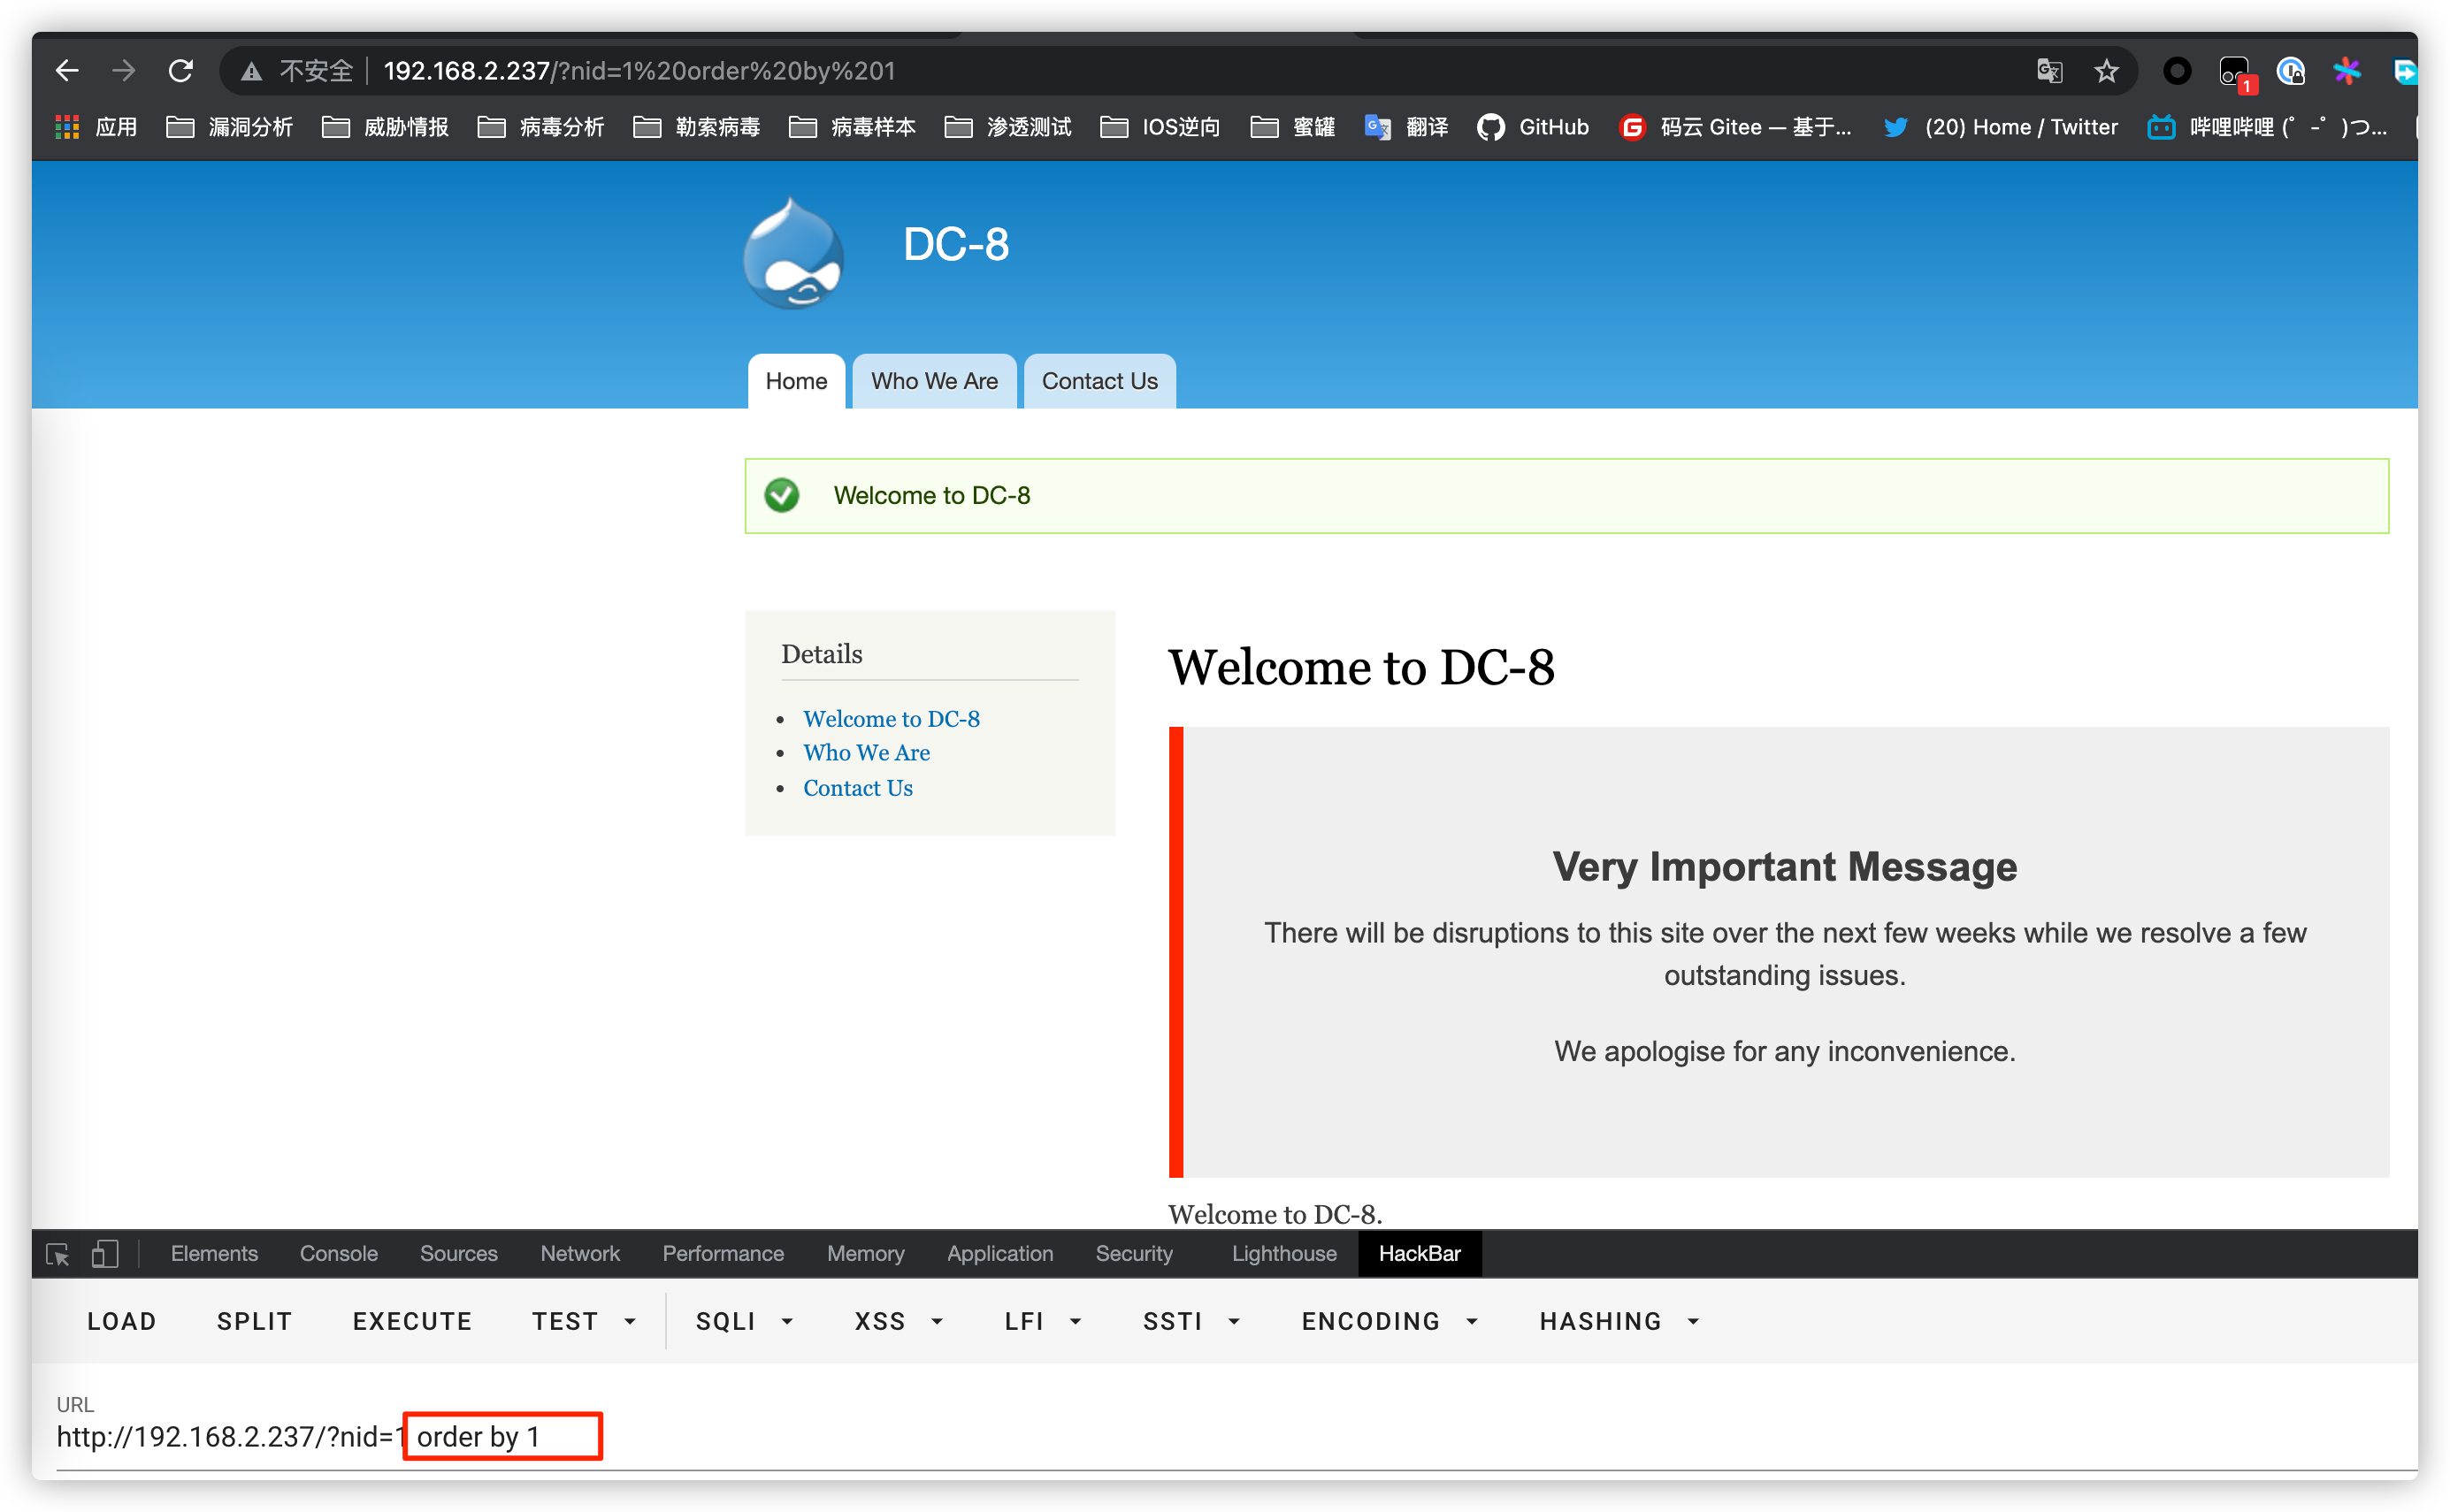 不安全 192.168.2.237/?nid=1%20order%20by%201
1
应用 漏洞分析 威胁情报 病毒分析 勒索病毒 病毒样本 渗透测试 IOS逆向 蜜罐 翻译 GitHub 码云 Gitee — 基于... (20) Home / Twitter 哔哩哔哩 (゜-゜)つ...
DC-8
Home Who We Are Contact Us
Welcome to DC-8
Details
Welcome to DC-8
Who We Are
Contact Us
Welcome to DC-8
Very Important Message
There will be disruptions to this site over the next few weeks while we resolve a few
outstanding issues.
We apologise for any inconvenience.
Welcome to DC-8.
Elements Console Sources Network Performance Memory Application Security Lighthouse HackBar
LOAD SPLIT EXECUTE TEST SQLI XSS LFI SSTI ENCODING HASHING
URL
http://192.168.2.237/?nid=1 order by 1